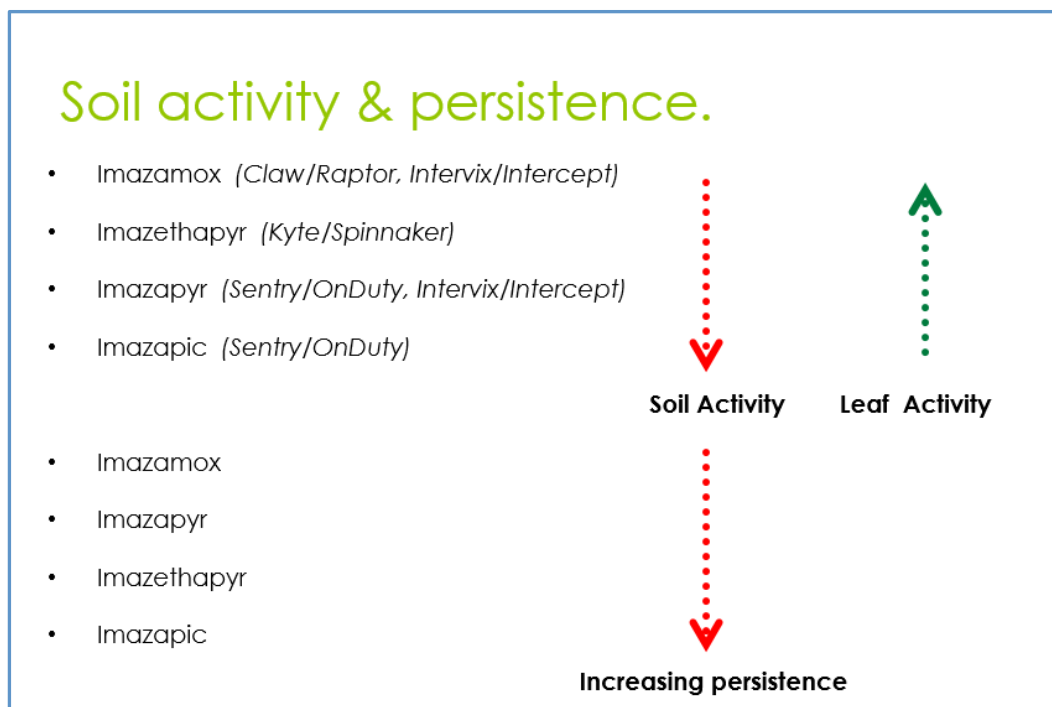 Soil activity & persistence.
• Imazamox (Claw/Raptor, Intervix/Intercept)
• Imazethapyr (Kyte/Spinnaker)
• Imazapyr (Sentry/OnDuty, Intervix/Intercept)
• Imazapic (Sentry/OnDuty)
Soil Activity
Leaf Activity
• Imazamox
• Imazapyr
• Imazethapyr
• Imazapic
Increasing persistence